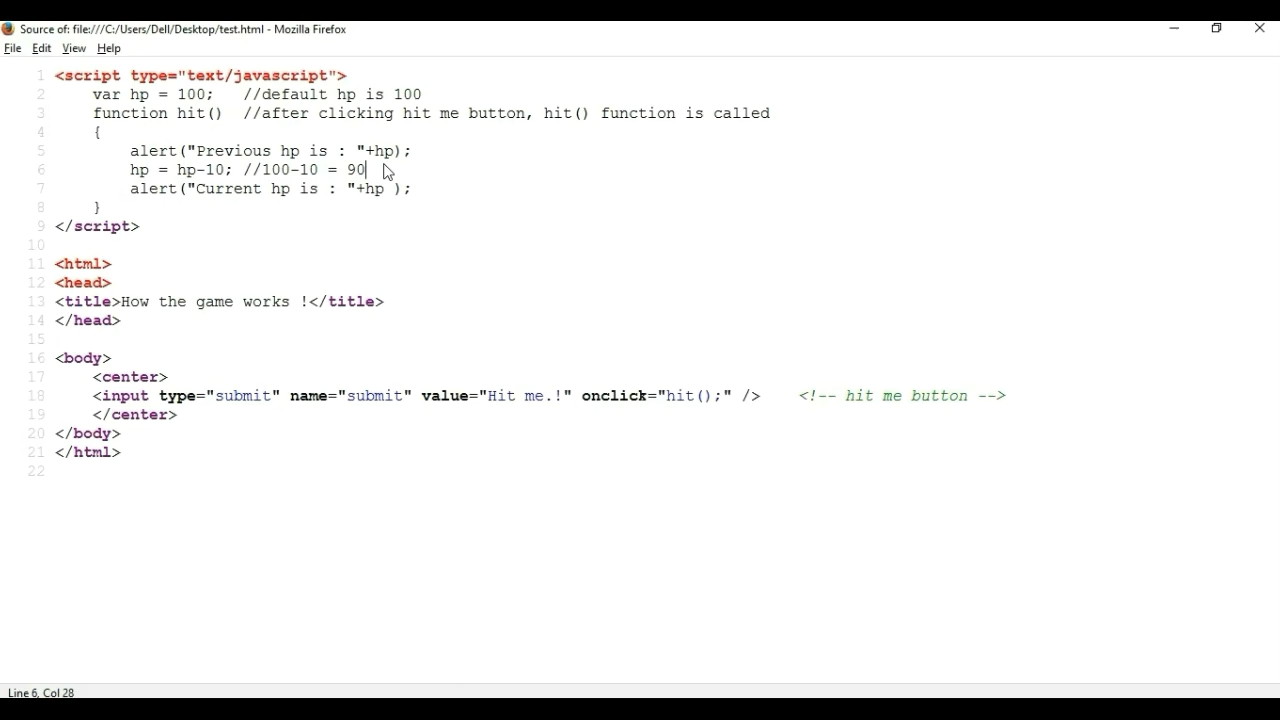 Source of: file:///C:/Users/Dell/Desktop/test.html - Mozilla Firefox
File Edit View Help
1 <script type="text/javascript">
2 var hp = 100; //default hp is 100
3 function hit() //after clicking hit me button, hit() function is called
4 {
5 alert("Previous hp is : "+hp);
6 hp = hp-10; //100-10 = 90
7 alert("Current hp is : "+hp );
8 }
9 </script>
10
11 <html>
12 <head>
13 <title>How the game works !</title>
14 </head>
15
16 <body>
17 <center>
18 <input type="submit" name="submit" value="Hit me.!" onclick="hit();" /> <!-- hit me button -->
19 </center>
20 </body>
21 </html>
22
Line 6, Col 28